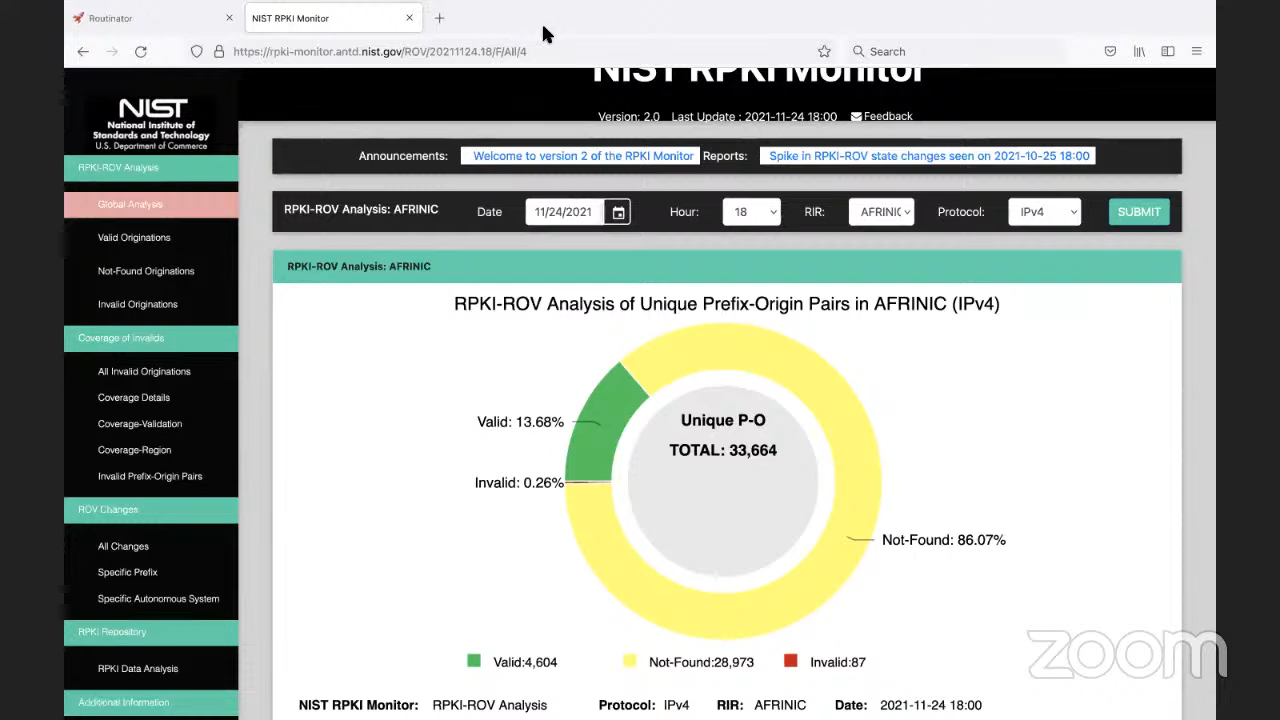 Routinator
NIST RPKI Monitor
https://rpki-monitor.antd.nist.gov/ROV/20211124.18/F/All/4
Search
NIST RPKI Monitor
Version: 2.0 Last Update : 2021-11-24 18:00 Feedback
NIST
National Institute of
Standards and Technology
U.S. Department of Commerce
Announcements: Welcome to version 2 of the RPKI Monitor Reports: Spike in RPKI-ROV state changes seen on 2021-10-25 18:00
RPKI-ROV Analysis: AFRINIC Date 11/24/2021 Hour: 18 RIR: AFRINIC Protocol: IPv4 SUBMIT
RPKI-ROV Analysis
Global Analysis
Valid Originations
Not-Found Originations
Invalid Originations
Coverage of Invalids
All Invalid Originations
Coverage Details
Coverage-Validation
Coverage-Region
Invalid Prefix-Origin Pairs
ROV Changes
All Changes
Specific Prefix
Specific Autonomous System
RPKI Repository
RPKI Data Analysis
Additional Information
RPKI-ROV Analysis: AFRINIC
RPKI-ROV Analysis of Unique Prefix-Origin Pairs in AFRINIC (IPv4)
Valid: 13.68%
Invalid: 0.26%
Unique P-O
TOTAL: 33,664
Not-Found: 86.07%
Valid:4,604 Not-Found:28,973 Invalid:87
NIST RPKI Monitor: RPKI-ROV Analysis Protocol: IPv4 RIR: AFRINIC Date: 2021-11-24 18:00
zoom